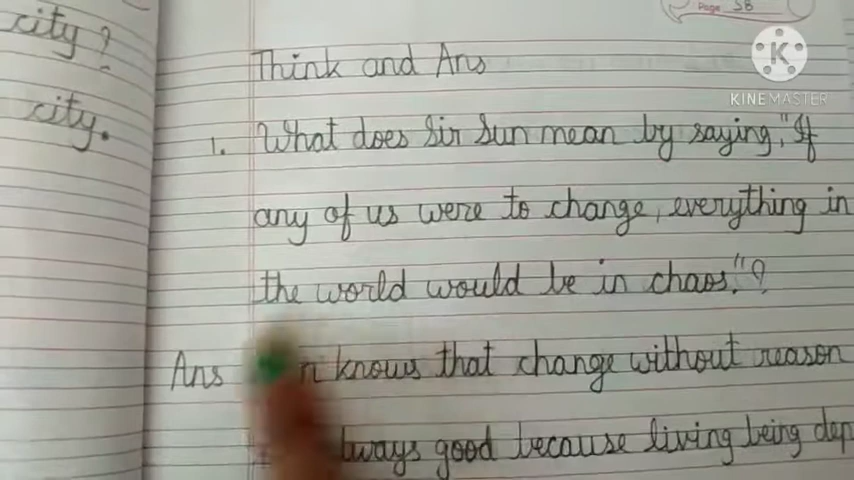 city?
city.
Page 58
K
KINEMASTER
Think and Ans
1. What does Sir Sun mean by saying, "If
any of us were to change, everything in
the world would be in chaos."?
Ans knows that change without reason
good because living being